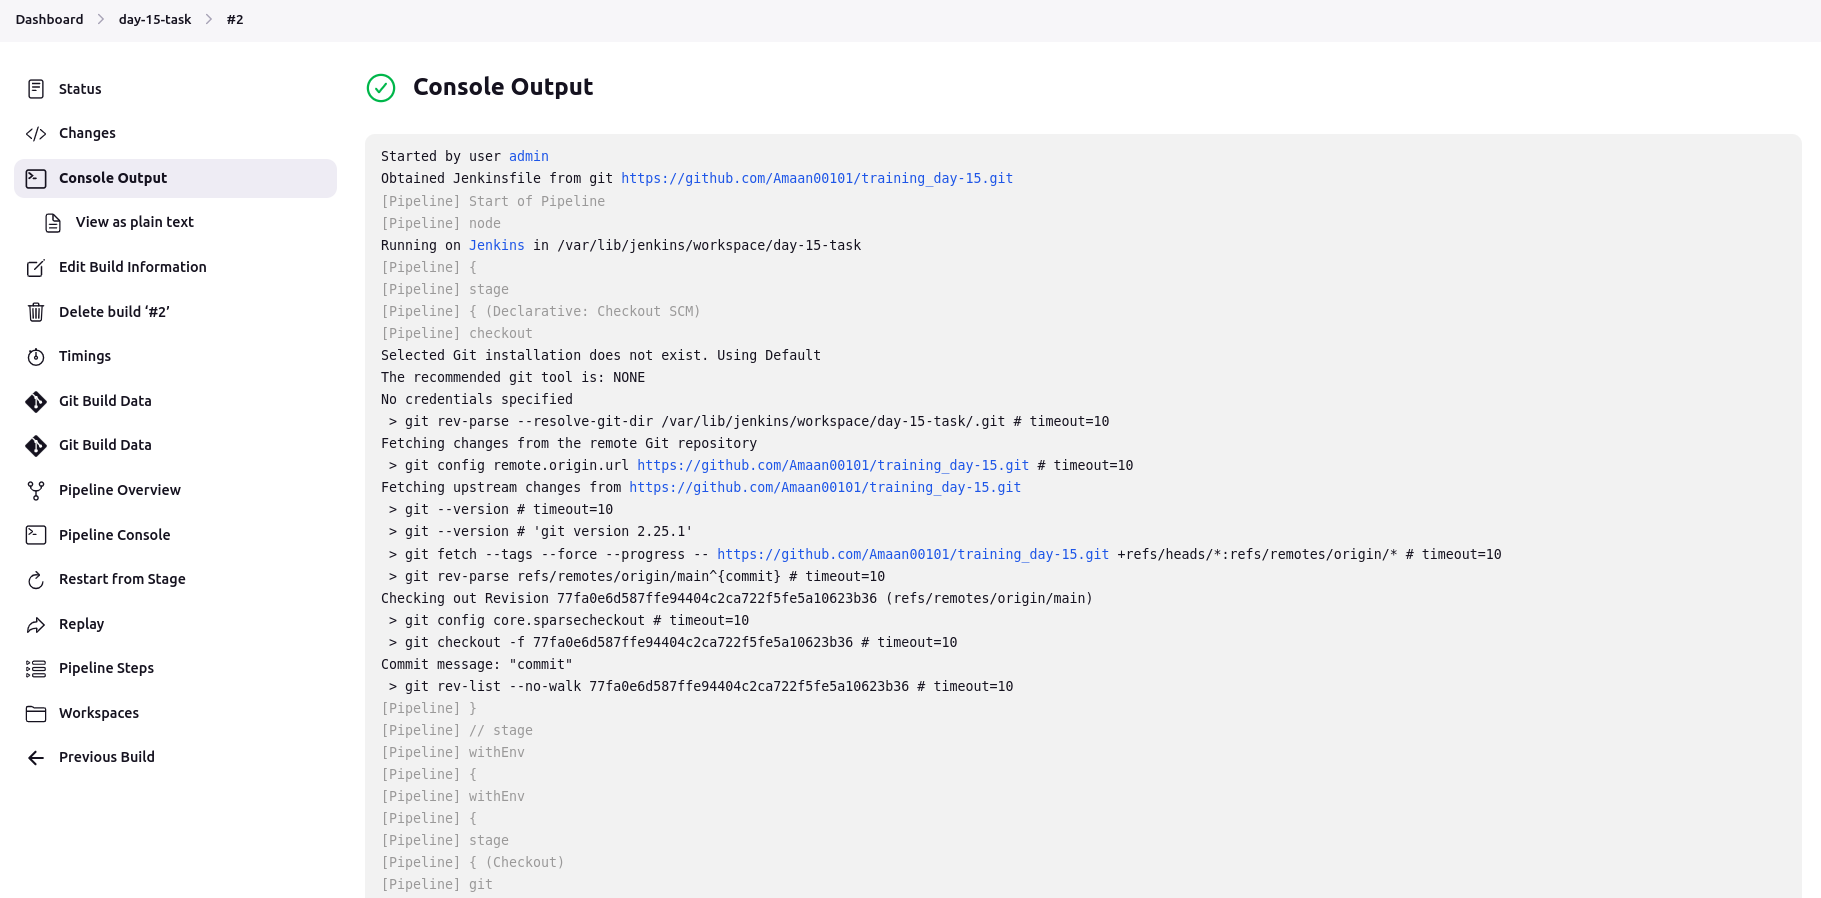 Dashboard > day-15-task > #2
Status
Changes
Console Output
View as plain text
Edit Build Information
Delete build ‘#2’
Timings
Git Build Data
Git Build Data
Pipeline Overview
Pipeline Console
Restart from Stage
Replay
Pipeline Steps
Workspaces
Previous Build
Console Output
Started by user admin
Obtained Jenkinsfile from git https://github.com/Amaan00101/training_day-15.git
[Pipeline] Start of Pipeline
[Pipeline] node
Running on Jenkins in /var/lib/jenkins/workspace/day-15-task
[Pipeline] {
[Pipeline] stage
[Pipeline] { (Declarative: Checkout SCM)
[Pipeline] checkout
Selected Git installation does not exist. Using Default
The recommended git tool is: NONE
No credentials specified
 > git rev-parse --resolve-git-dir /var/lib/jenkins/workspace/day-15-task/.git # timeout=10
Fetching changes from the remote Git repository
 > git config remote.origin.url https://github.com/Amaan00101/training_day-15.git # timeout=10
Fetching upstream changes from https://github.com/Amaan00101/training_day-15.git
 > git --version # timeout=10
 > git --version # 'git version 2.25.1'
 > git fetch --tags --force --progress -- https://github.com/Amaan00101/training_day-15.git +refs/heads/*:refs/remotes/origin/* # timeout=10
 > git rev-parse refs/remotes/origin/main^{commit} # timeout=10
Checking out Revision 77fa0e6d587ffe94404c2ca722f5fe5a10623b36 (refs/remotes/origin/main)
 > git config core.sparsecheckout # timeout=10
 > git checkout -f 77fa0e6d587ffe94404c2ca722f5fe5a10623b36 # timeout=10
Commit message: "commit"
 > git rev-list --no-walk 77fa0e6d587ffe94404c2ca722f5fe5a10623b36 # timeout=10
[Pipeline] }
[Pipeline] // stage
[Pipeline] withEnv
[Pipeline] {
[Pipeline] withEnv
[Pipeline] {
[Pipeline] stage
[Pipeline] { (Checkout)
[Pipeline] git